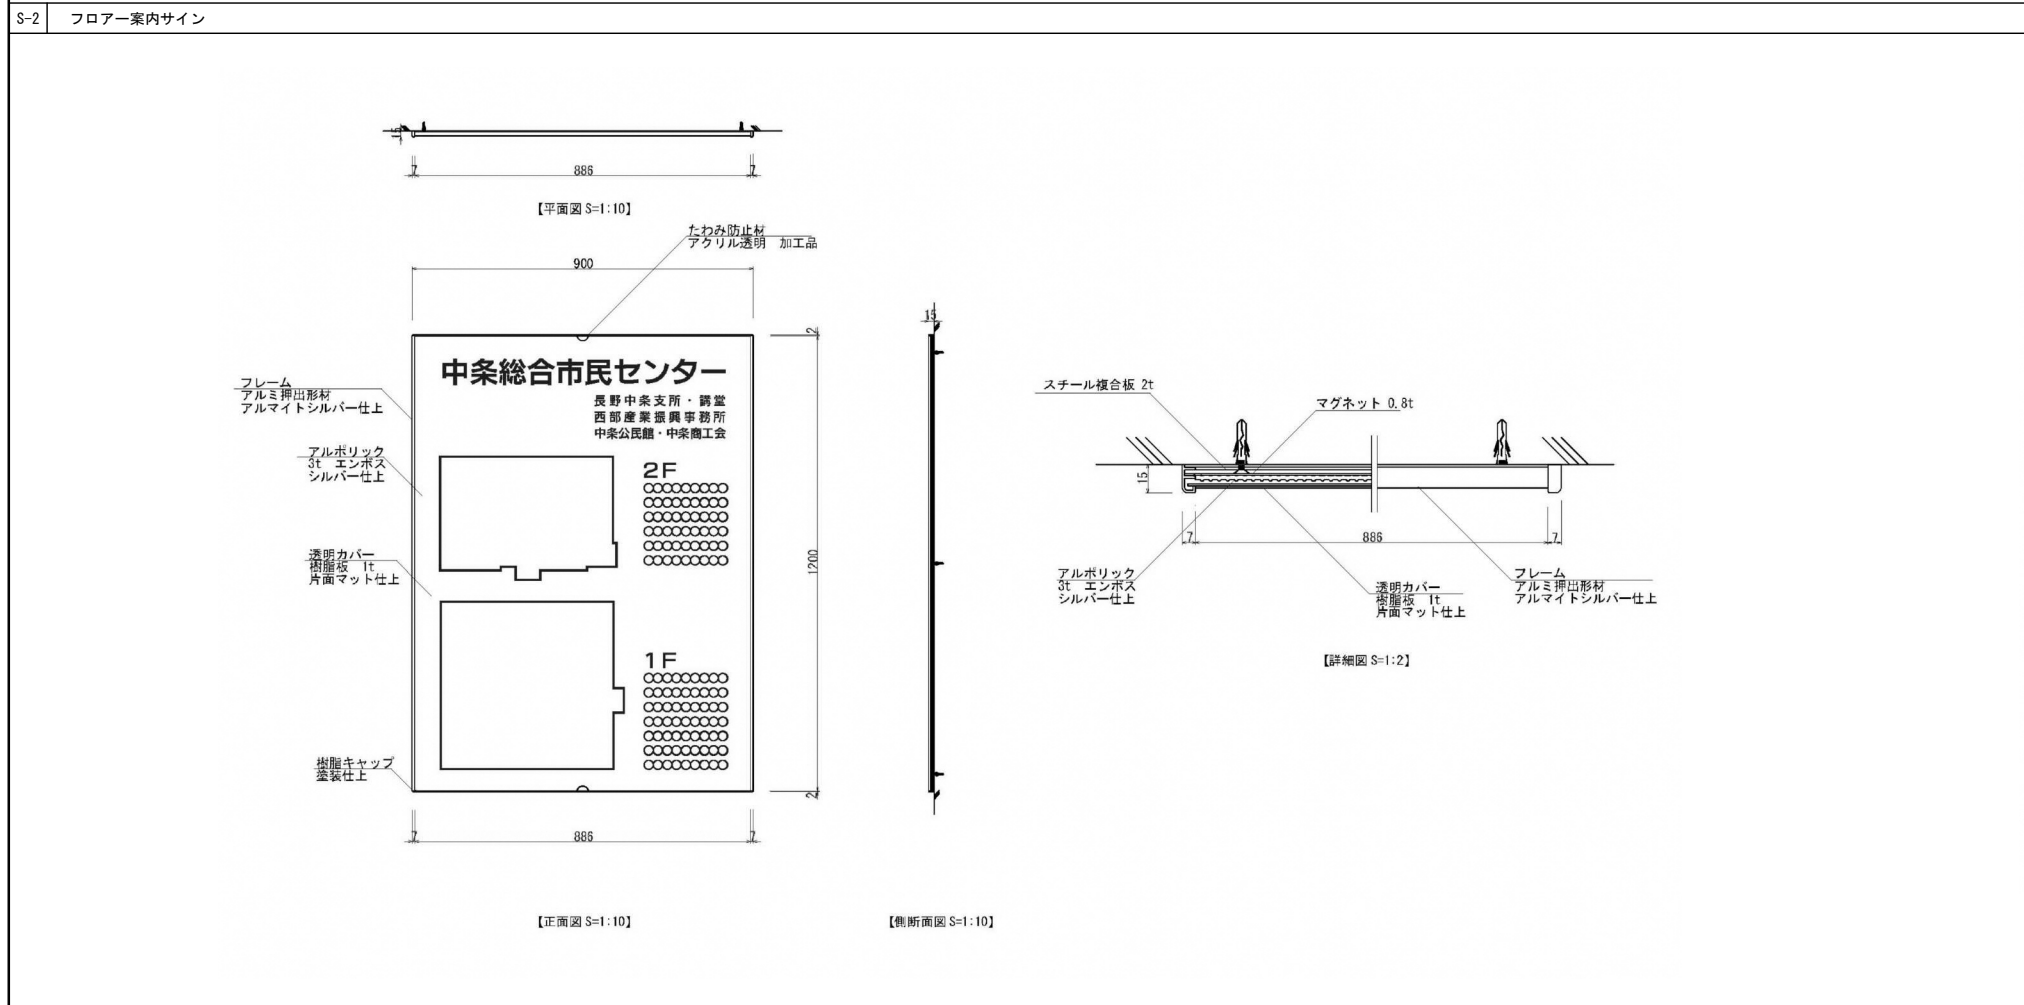 S-2 フロアー案内サイン
15
7 886 7
【平面図 S=1:10】
たわみ防止材
アクリル透明 加工品
900
2
中条総合市民センター
長野中条支所・講堂
西部産業振興事務所
中条公民館・中条商工会
フレーム
アルミ押出形材
アルマイトシルバー仕上
アルポリック
3t エンボス
シルバー仕上
2F
○○○○○○○○○
○○○○○○○○○
○○○○○○○○○
○○○○○○○○○
○○○○○○○○○
○○○○○○○○○
透明カバー
樹脂板 1t
片面マット仕上
1200
1F
○○○○○○○○○
○○○○○○○○○
○○○○○○○○○
○○○○○○○○○
○○○○○○○○○
○○○○○○○○○
○○○○○○○○○
樹脂キャップ
塗装仕上
2
7 886 7
【正面図 S=1:10】
15
【側断面図 S=1:10】
スチール複合板 2t
マグネット 0.8t
15
7 886 7
アルポリック
3t エンボス
シルバー仕上
透明カバー
樹脂板 1t
片面マット仕上
フレーム
アルミ押出形材
アルマイトシルバー仕上
【詳細図 S=1:2】